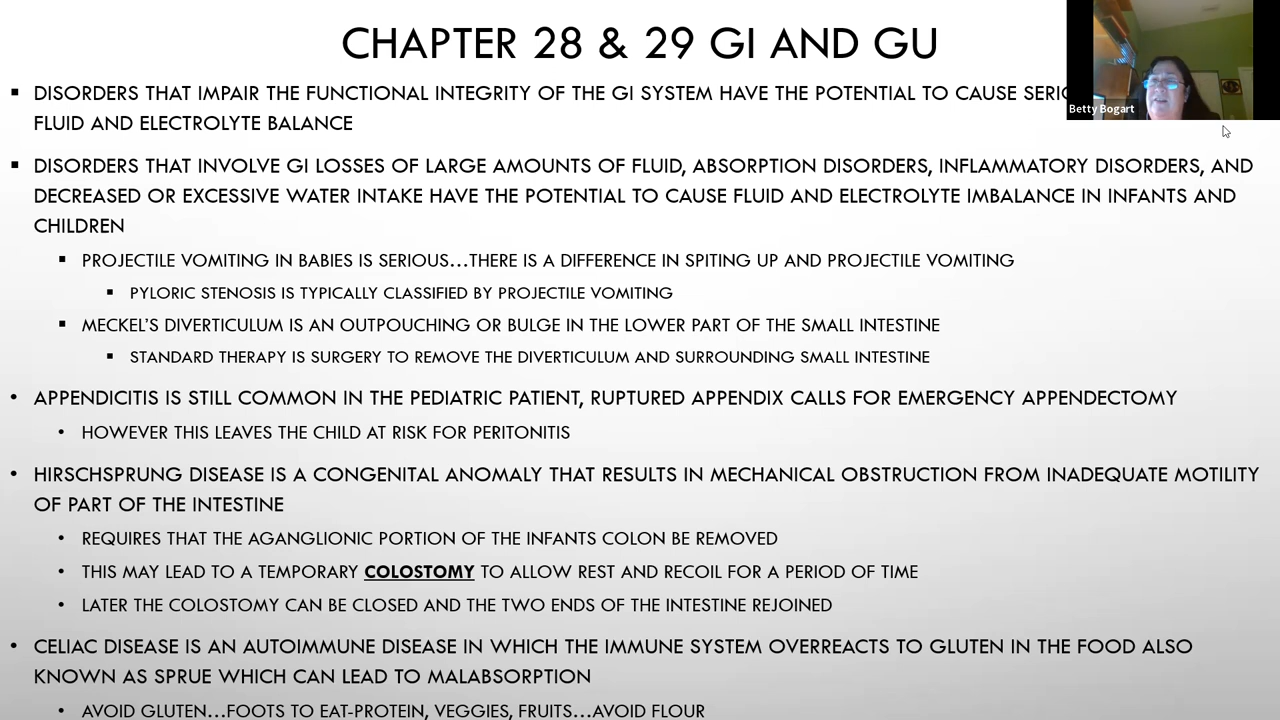 CHAPTER 28 & 29 GI AND GU
DISORDERS THAT IMPAIR THE FUNCTIONAL INTEGRITY OF THE GI SYSTEM HAVE THE POTENTIAL TO CAUSE
FLUID AND ELECTROLYTE BALANCE
Betty Bogart
DISORDERS THAT INVOLVE GI LOSSES OF LARGE AMOUNTS OF FLUID, ABSORPTION DISORDERS, INFLAMMATORY DISORDERS, AND
DECREASED OR EXCESSIVE WATER INTAKE HAVE THE POTENTIAL TO CAUSE FLUID AND ELECTROLYTE IMBALANCE IN INFANTS AND
CHILDREN
PROJECTILE VOMITING IN BABIES IS SERIOUS...THERE IS A DIFFERENCE IN SPITING UP AND PROJECTILE VOMITING
PYLORIC STENOSIS IS TYPICALLY CLASSIFIED BY PROJECTILE VOMITING
MECKEL'S DIVERTICULUM IS AN OUTPOUCHING OR BULGE IN THE LOWER PART OF THE SMALL INTESTINE
STANDARD THERAPY IS SURGERY TO REMOVE THE DIVERTICULUM AND SURROUNDING SMALL INTESTINE
APPENDICITIS IS STILL COMMON IN THE PEDIATRIC PATIENT, RUPTURED APPENDIX CALLS FOR EMERGENCY APPENDECTOMY
HOWEVER THIS LEAVES THE CHILD AT RISK FOR PERITONITIS
HIRSCHSPRUNG DISEASE IS A CONGENITAL ANOMALY THAT RESULTS IN MECHANICAL OBSTRUCTION FROM INADEQUATE MOTILITY
OF PART OF THE INTESTINE
REQUIRES THAT THE AGANGLIONIC PORTION OF THE INFANTS COLON BE REMOVED
THIS MAY LEAD TO A TEMPORARY COLOSTOMY TO ALLOW REST AND RECOIL FOR A PERIOD OF TIME
LATER THE COLOSTOMY CAN BE CLOSED AND THE TWO ENDS OF THE INTESTINE REJOINED
CELIAC DISEASE IS AN AUTOIMMUNE DISEASE IN WHICH THE IMMUNE SYSTEM OVERREACTS TO GLUTEN IN THE FOOD ALSO
KNOWN AS SPRUE WHICH CAN LEAD TO MALABSORPTION
AVOID GLUTEN...FOOTS TO EAT-PROTEIN, VEGGIES, FRUITS...AVOID FLOUR